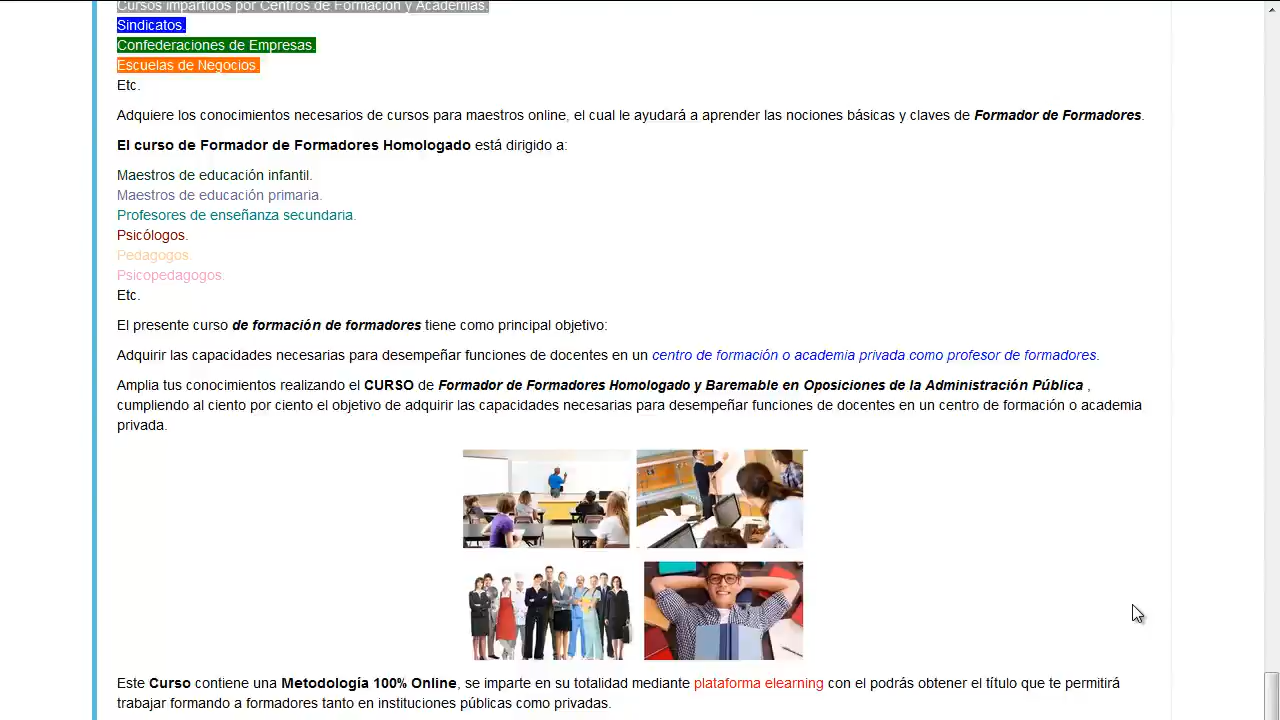 Cursos impartidos por Centros de Formación y Academias.
Sindicatos.
Confederaciones de Empresas.
Escuelas de Negocios.
Etc.
Adquiere los conocimientos necesarios de cursos para maestros online, el cual le ayudará a aprender las nociones básicas y claves de Formador de Formadores.
El curso de Formador de Formadores Homologado está dirigido a:
Maestros de educación infantil.
Maestros de educación primaria.
Profesores de enseñanza secundaria.
Psicólogos.
Pedagogos.
Psicopedagogos.
Etc.
El presente curso de formación de formadores tiene como principal objetivo:
Adquirir las capacidades necesarias para desempeñar funciones de docentes en un centro de formación o academia privada como profesor de formadores.
Amplia tus conocimientos realizando el CURSO de Formador de Formadores Homologado y Baremable en Oposiciones de la Administración Pública ,
cumpliendo al ciento por ciento el objetivo de adquirir las capacidades necesarias para desempeñar funciones de docentes en un centro de formación o academia
privada.
Este Curso contiene una Metodología 100% Online, se imparte en su totalidad mediante plataforma elearning con el podrás obtener el título que te permitirá
trabajar formando a formadores tanto en instituciones públicas como privadas.